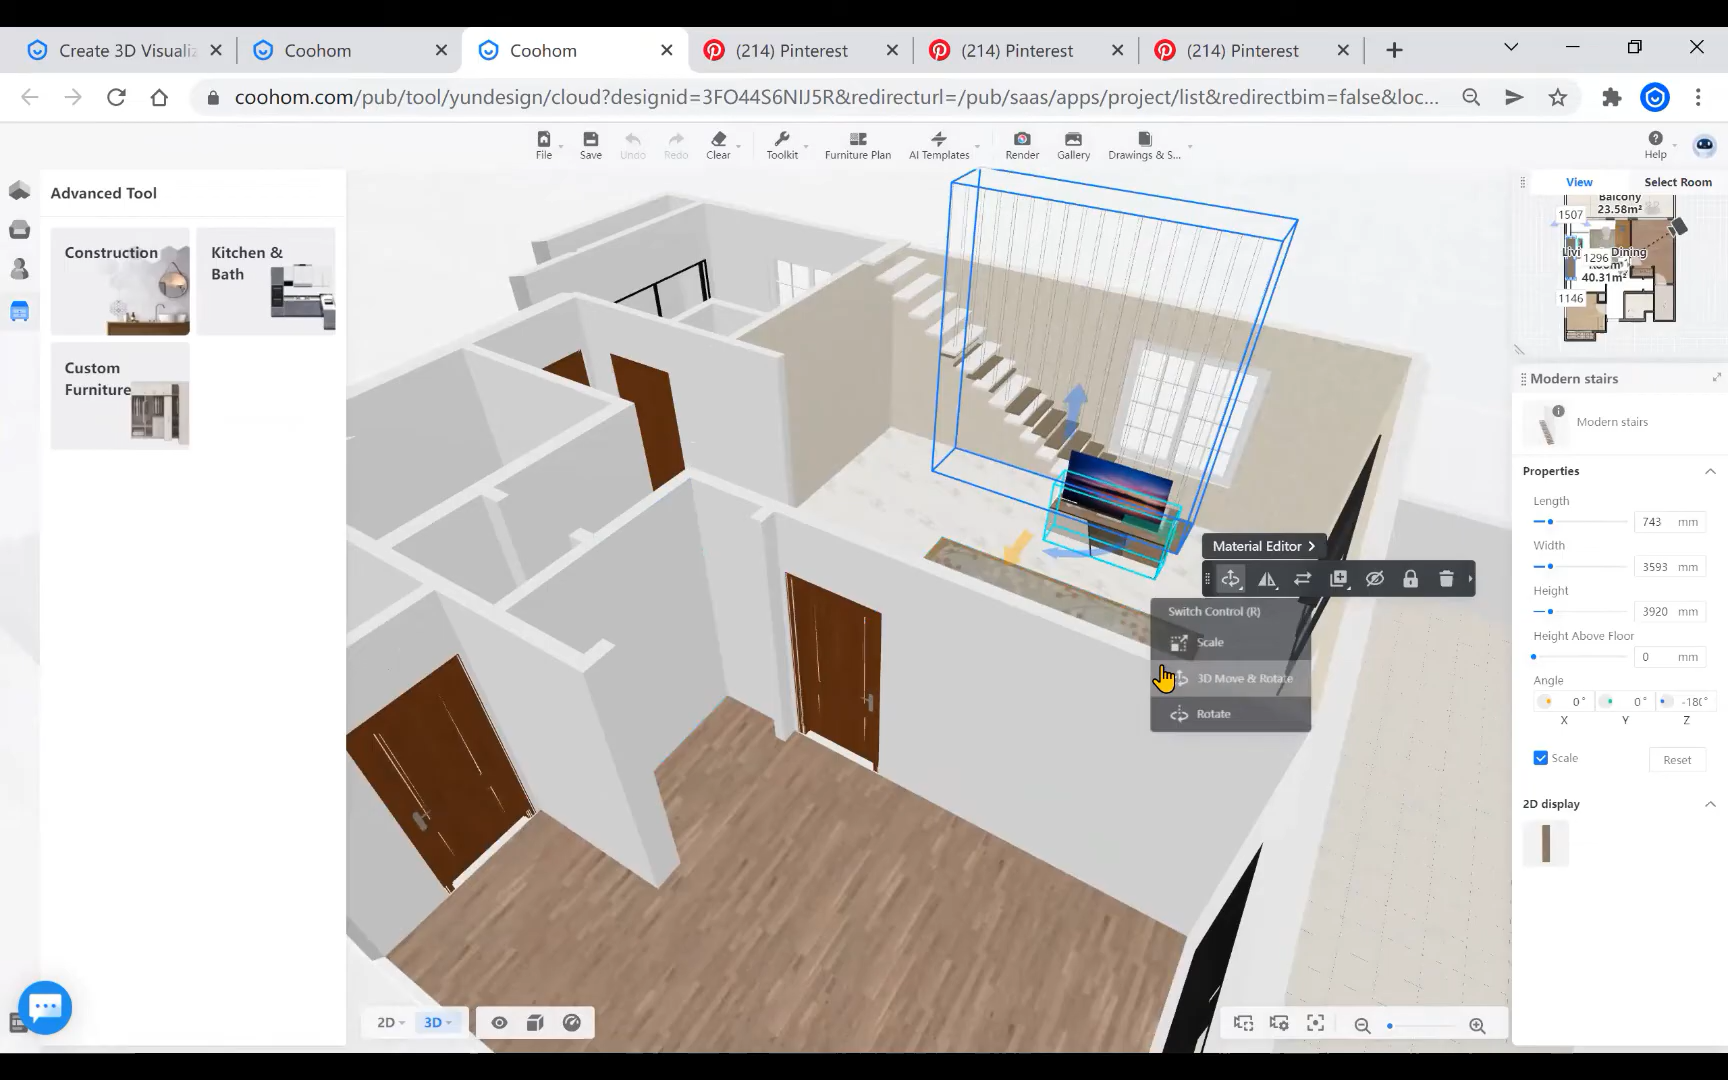 Create 3D Visualiz
Coohom
Coohom
(214) Pinterest
(214) Pinterest
(214) Pinterest
coohom.com/pub/tool/yundesign/cloud?designid=3FO44S6NIJ5R&redirecturl=/pub/saas/apps/project/list&redirectbim=false&loc...
File
Save
Undo
Redo
Clear
Toolkit
Furniture Plan
AI Templates
Render
Gallery
Drawings & S...
Help
Advanced Tool
Construction
Kitchen &
Bath
Custom
Furniture
View
Select Room
Balcony
23.58m²
1507
Dining
1296
40.31m²
1146
Modern stairs
Modern stairs
Properties
Length
743 mm
Width
3593 mm
Height
3920 mm
Height Above Floor
0 mm
Angle
0°
0°
X
Y
Z
Scale
Reset
2D display
Material Editor
Switch Control (R)
Scale
3D Move & Rotate
Rotate
2D
3D